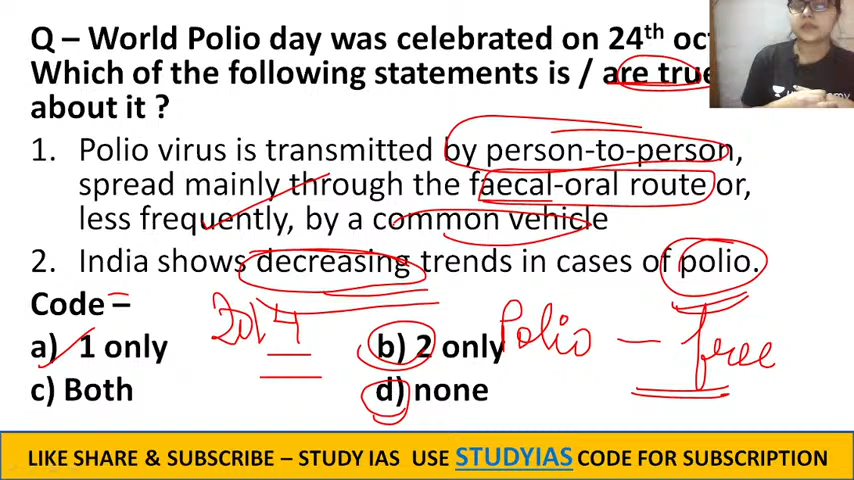 Q – World Polio day was celebrated on 24th oct
Which of the following statements is / are true
about it ?
1. Polio virus is transmitted by person-to-person,
spread mainly through the faecal-oral route or,
less frequently, by a common vehicle
2. India shows decreasing trends in cases of polio.
Code –
2014
Polio – free
a) 1 only b) 2 only
c) Both d) none
LIKE SHARE & SUBSCRIBE – STUDY IAS USE STUDYIAS CODE FOR SUBSCRIPTION